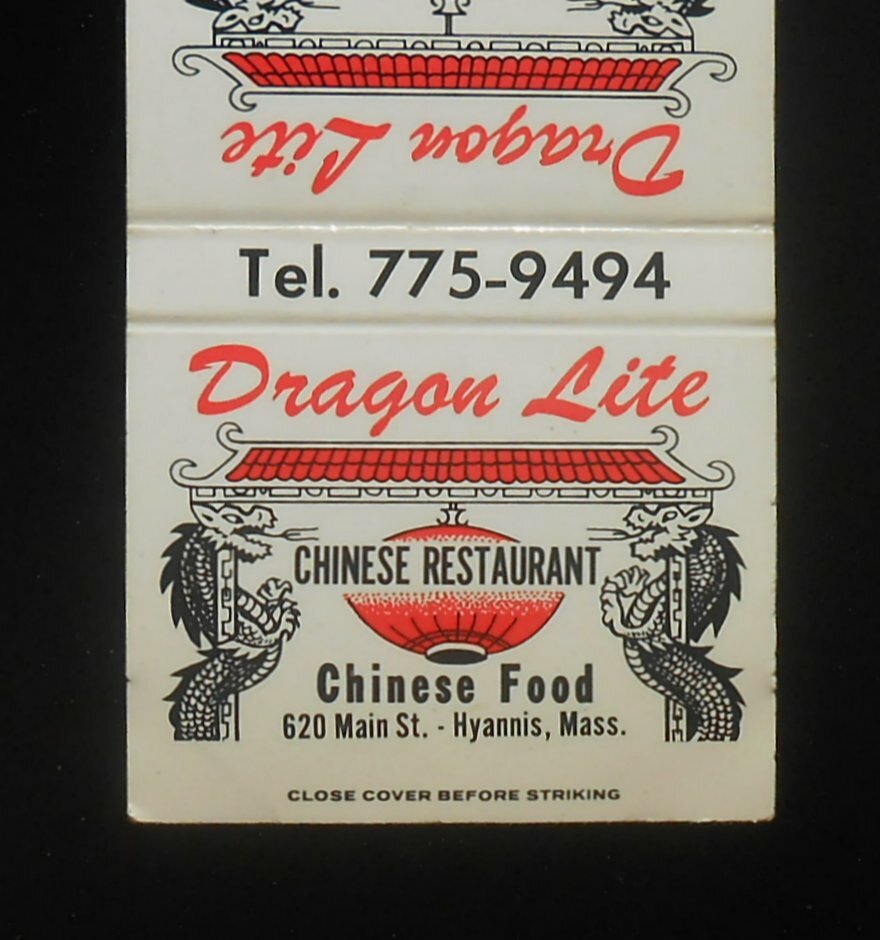 Dragon Lite
Tel. 775-9494
Dragon Lite
CHINESE RESTAURANT
Chinese Food
620 Main St. - Hyannis, Mass.
CLOSE COVER BEFORE STRIKING